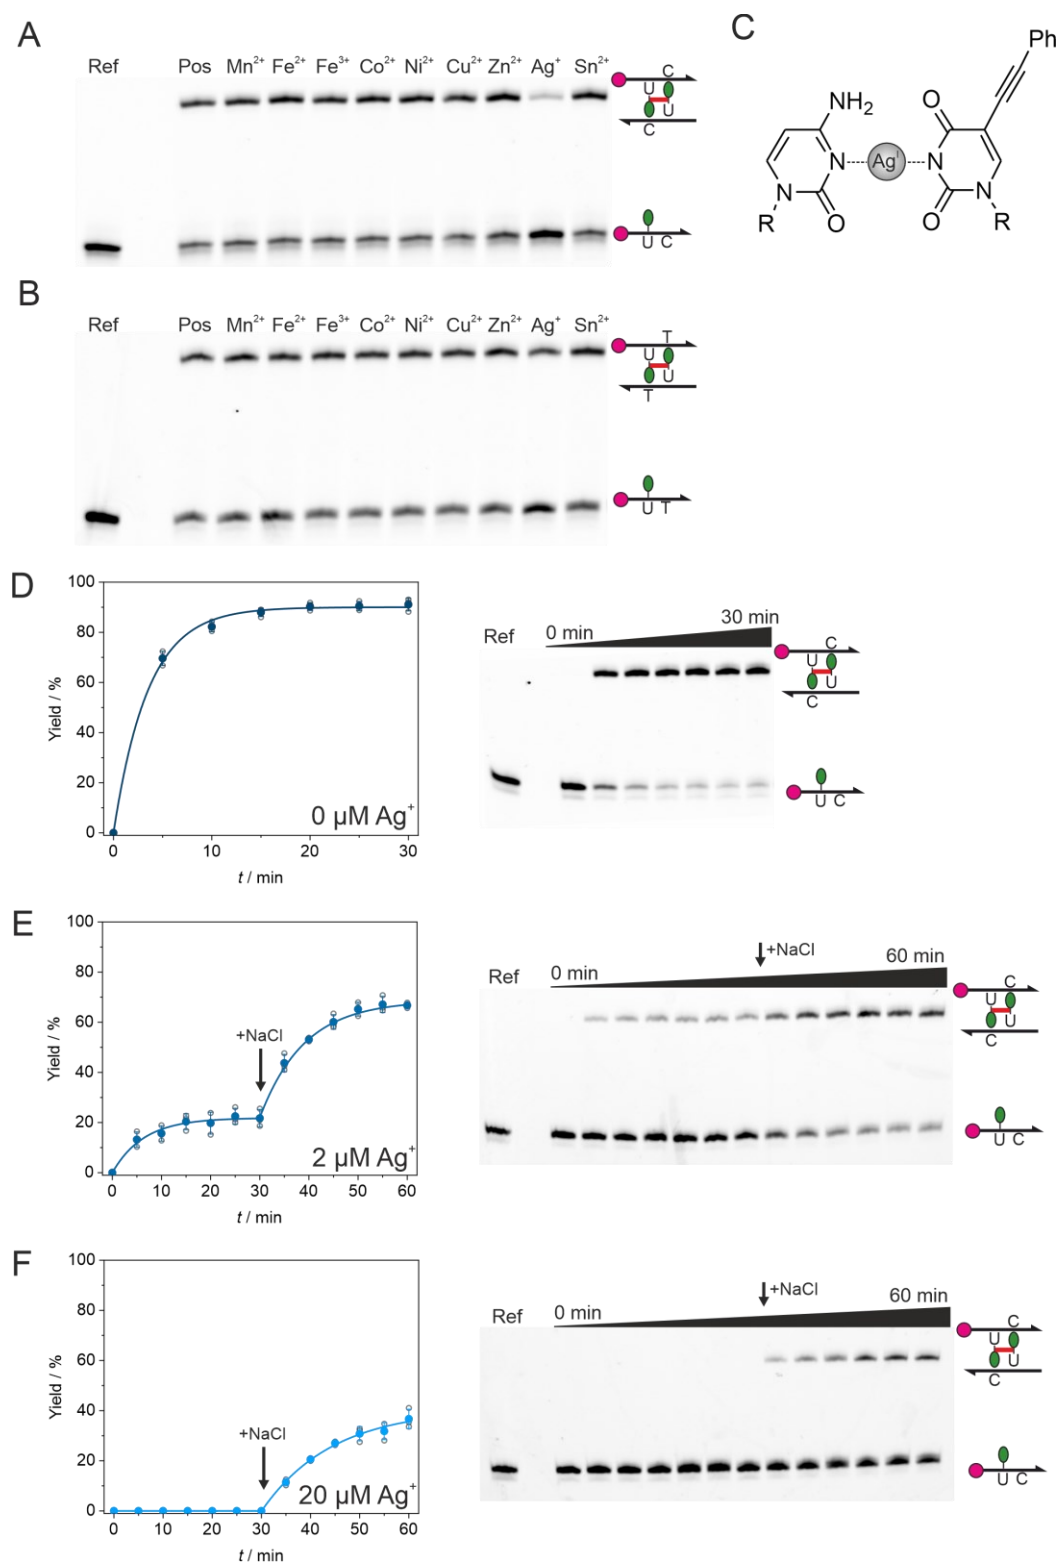 A
Ref Pos Mn²⁺ Fe²⁺ Fe³⁺ Co²⁺ Ni²⁺ Cu²⁺ Zn²⁺ Ag⁺ Sn²⁺
U C
C U
U C
C
NH₂
N
N
O
R
Agᴵ
O
N
O
N
R
Ph
B
Ref Pos Mn²⁺ Fe²⁺ Fe³⁺ Co²⁺ Ni²⁺ Cu²⁺ Zn²⁺ Ag⁺ Sn²⁺
U T
T U
U T
D
Yield / %
100
80
60
40
20
0
0 10 20 30
t / min
0 µM Ag⁺
Ref 0 min 30 min
U C
C U
U C
E
Yield / %
100
80
60
40
20
0
+NaCl
0 10 20 30 40 50 60
t / min
2 µM Ag⁺
+NaCl
Ref 0 min 60 min
U C
C U
U C
F
Yield / %
100
80
60
40
20
0
+NaCl
0 10 20 30 40 50 60
t / min
20 µM Ag⁺
+NaCl
Ref 0 min 60 min
U C
C U
U C